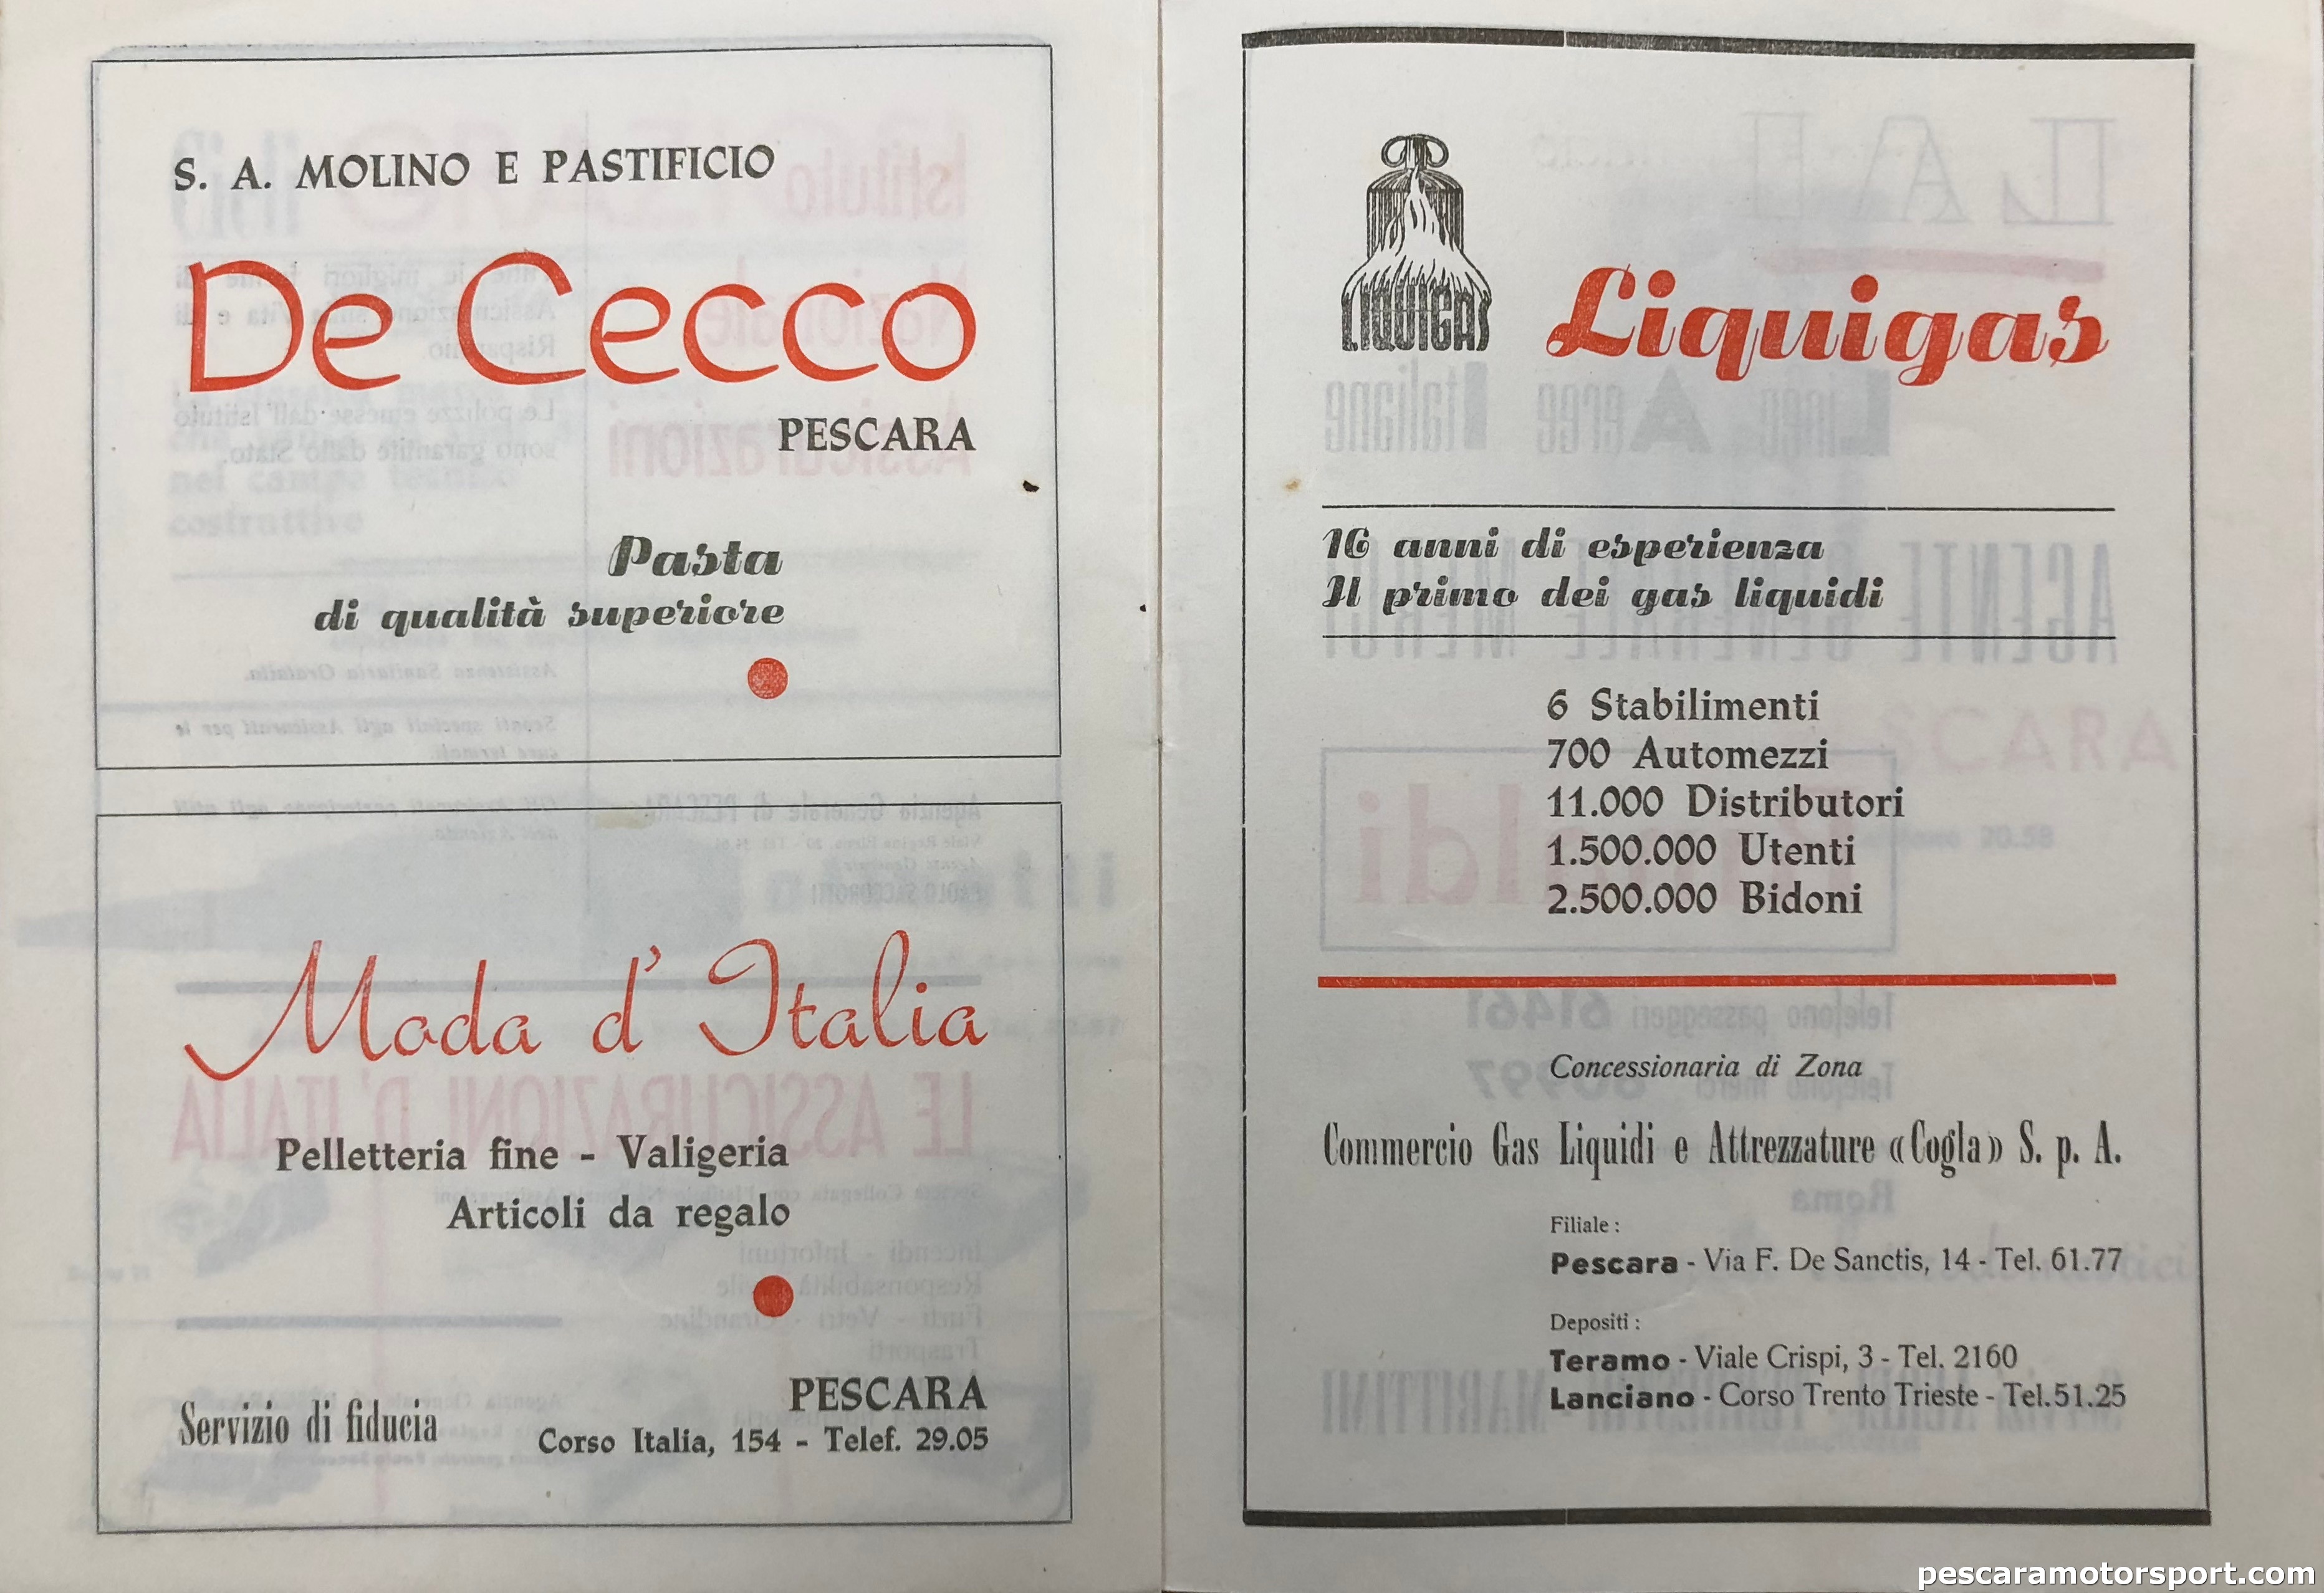 S. A. MOLINO E PASTIFICIO
De Cecco
PESCARA
Pasta
di qualità superiore
Moda d'Italia
Pelletteria fine - Valigeria
Articoli da regalo
PESCARA
Servizio di fiducia
Corso Italia, 154 - Telef. 29.05
LIQUIGAS
Liquigas
16 anni di esperienza
Il primo dei gas liquidi
6 Stabilimenti
700 Automezzi
11.000 Distributori
1.500.000 Utenti
2.500.000 Bidoni
Concessionaria di Zona
Commercio Gas Liquidi e Attrezzature «Cogla» S. p. A.
Filiale :
Pescara - Via F. De Sanctis, 14 - Tel. 61.77
Depositi :
Teramo - Viale Crispi, 3 - Tel. 2160
Lanciano - Corso Trento Trieste - Tel.51.25
pescaramotorsport.com